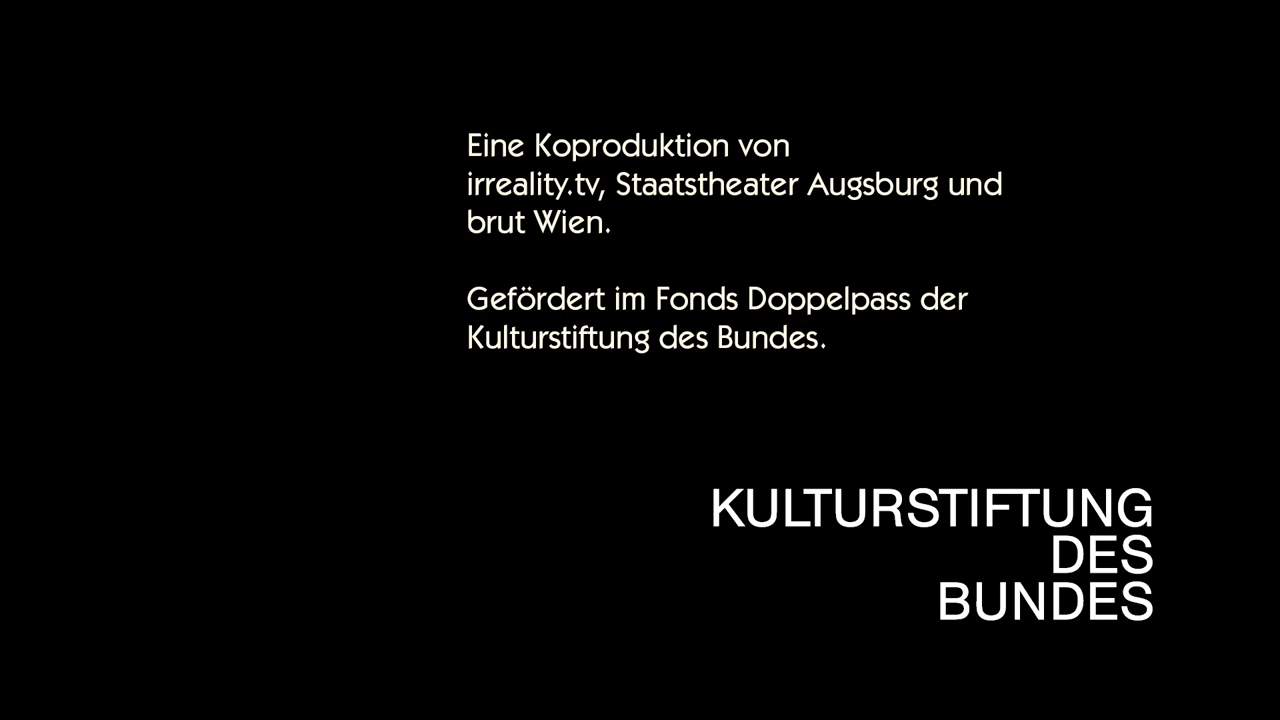 Eine Koproduktion von
irreality.tv, Staatstheater Augsburg und
brut Wien.
Gefördert im Fonds Doppelpass der
Kulturstiftung des Bundes.
KULTURSTIFTUNG
DES
BUNDES